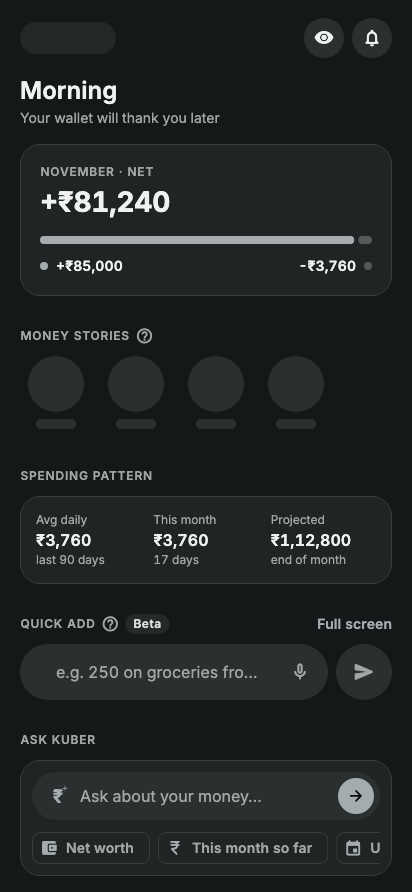 Morning
Your wallet will thank you later
NOVEMBER · NET
+₹81,240
+₹85,000 -₹3,760
MONEY STORIES
SPENDING PATTERN
Avg daily This month Projected
₹3,760 ₹3,760 ₹1,12,800
last 90 days 17 days end of month
QUICK ADD Beta Full screen
e.g. 250 on groceries fro...
ASK KUBER
₹ Ask about your money...
Net worth ₹ This month so far U